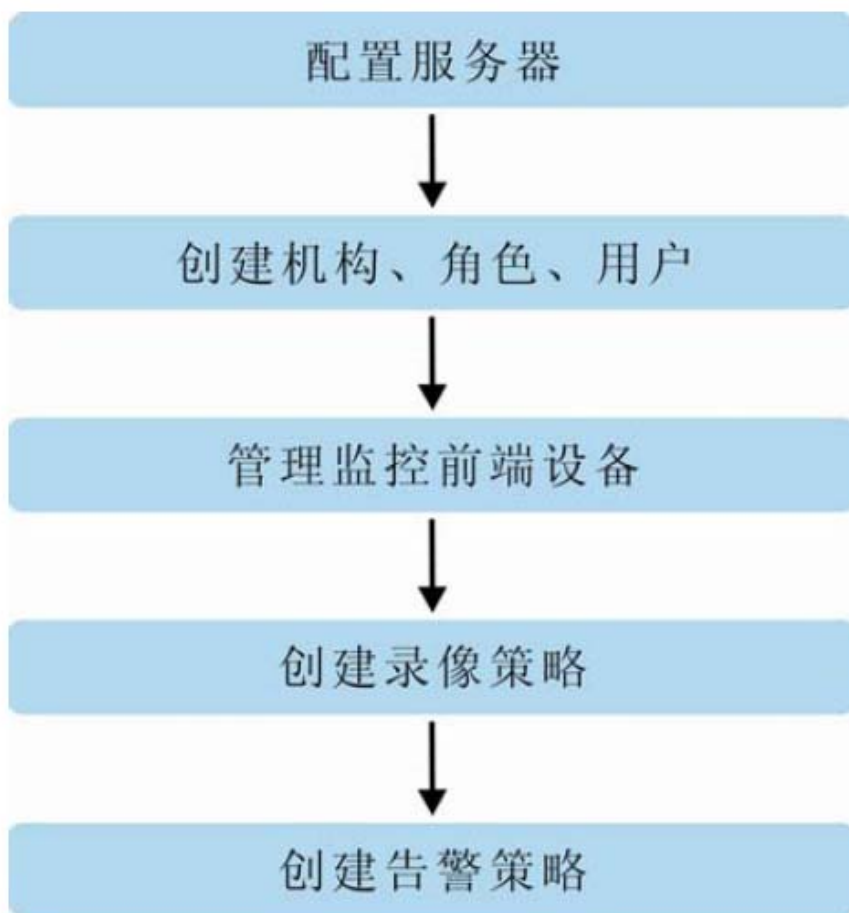 配置服务器
创建机构、角色、用户
管理监控前端设备
创建录像策略
创建告警策略